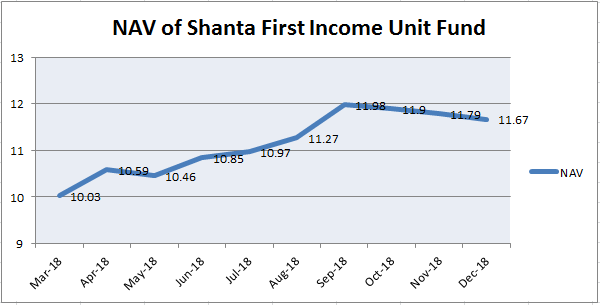 NAV of Shanta First Income Unit Fund
13
12
11
10
9
10.03
10.59
10.46
10.85
10.97
11.27
11.98
11.9
11.79
11.67
NAV
Mar-18
Apr-18
May-18
Jun-18
Jul-18
Aug-18
Sep-18
Oct-18
Nov-18
Dec-18